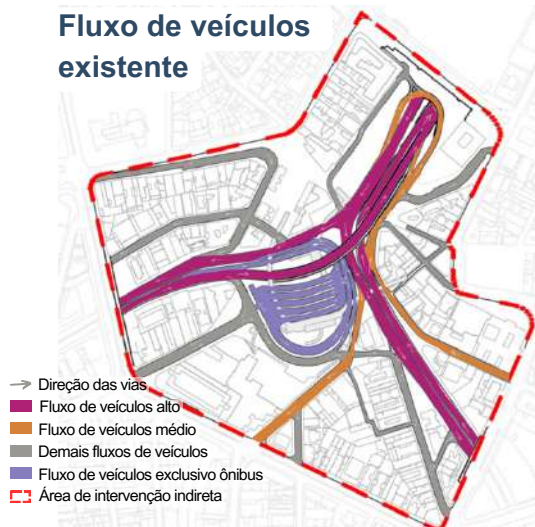 Fluxo de veículos
existente
Direção das vias
Fluxo de veículos alto
Fluxo de veículos médio
Demais fluxos de veículos
Fluxo de veículos exclusivo ônibus
Área de intervenção indireta